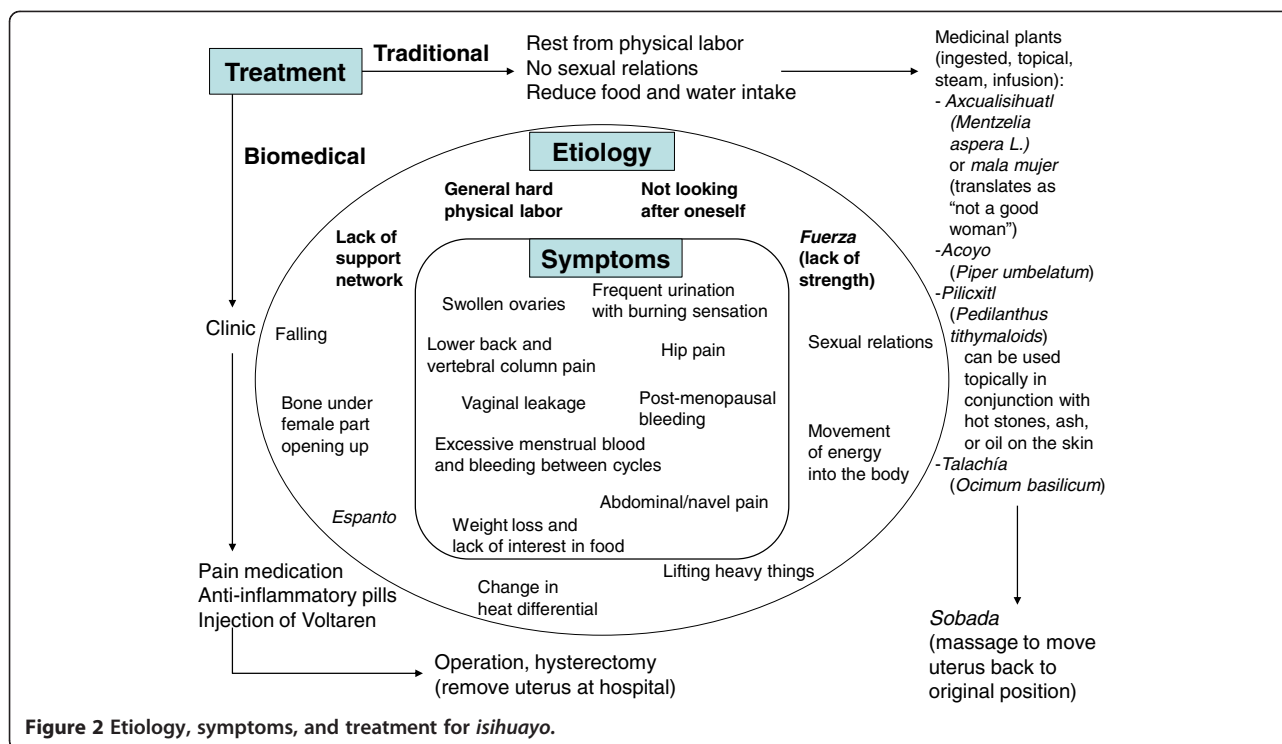 Treatment
Traditional
Rest from physical labor
No sexual relations
Reduce food and water intake
Medicinal plants
(ingested, topical,
steam, infusion):
- Axcualisihuatl
(Mentzelia
aspera L.)
or mala mujer
(translates as
“not a good
woman”)
-Acoyo
(Piper umbelatum)
-Pilicxitl
(Pedilanthus
tithymaloids)
can be used
topically in
conjunction with
hot stones, ash,
or oil on the skin
-Talachía
(Ocimum basilicum)
Sobada
(massage to move
uterus back to
original position)
Biomedical
Clinic
Pain medication
Anti-inflammatory pills
Injection of Voltaren
Operation, hysterectomy
(remove uterus at hospital)
Etiology
General hard
physical labor
Not looking
after oneself
Lack of
support
network
Fuerza
(lack of
strength)
Falling
Sexual relations
Bone under
female part
opening up
Movement
of energy
into the body
Espanto
Change in
heat differential
Lifting heavy things
Symptoms
Swollen ovaries
Frequent urination
with burning sensation
Lower back and
vertebral column pain
Hip pain
Vaginal leakage
Post-menopausal
bleeding
Excessive menstrual blood
and bleeding between cycles
Abdominal/navel pain
Weight loss and
lack of interest in food
Figure 2 Etiology, symptoms, and treatment for isihuayo.